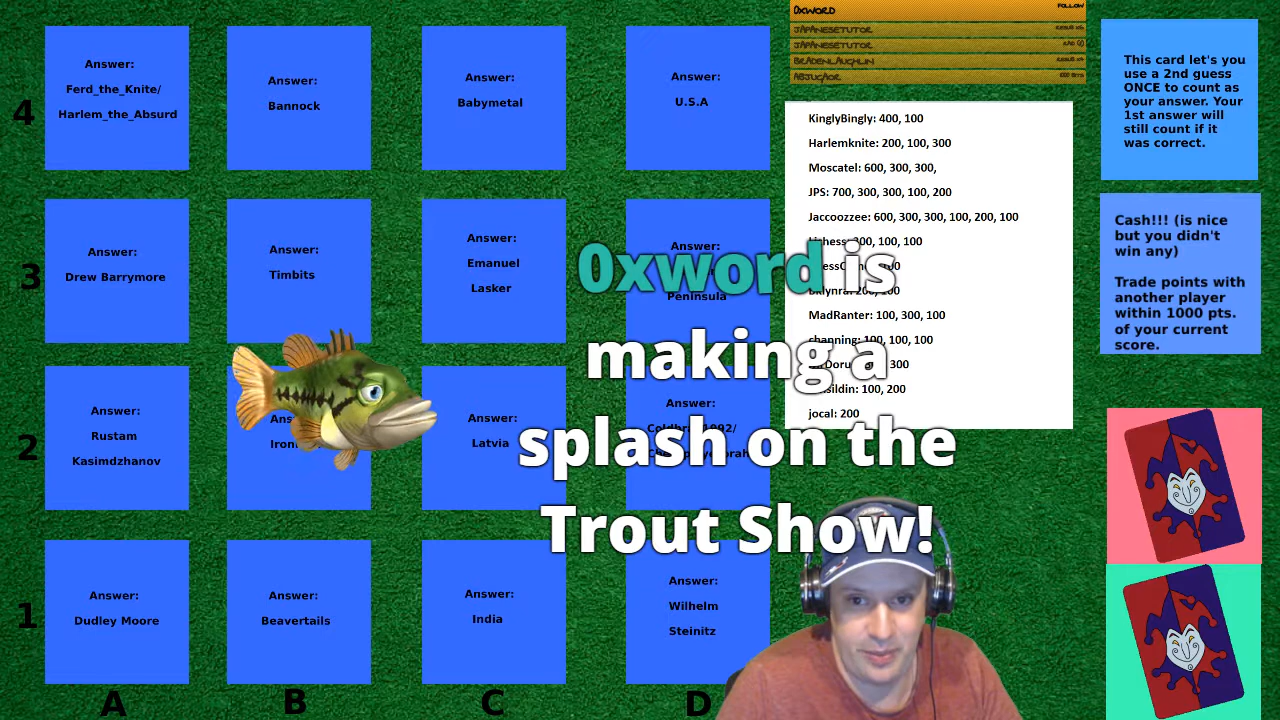 0XWORD
FOLLOW
JAPANESETUTOR
JAPANESETUTOR
BRADENLAUGHLIN
This card let's you
use a 2nd guess
ONCE to count as
your answer. Your
1st answer will
still count if it
was correct.
Cash!!! (is nice
but you didn't
win any)
Trade points with
another player
within 1000 pts.
of your current
score.
4
Answer:
Ferd_the_Knite/
Harlem_the_Absurd
Answer:
Bannock
Answer:
Babymetal
Answer:
U.S.A
KinglyBingly: 400, 100
Harlemknite: 200, 100, 300
Moscatel: 600, 300, 300,
JPS: 700, 300, 300, 100, 200
Jaccoozzee: 600, 300, 300, 100, 200, 100
MadRanter: 100, 300, 100
channing: 100, 100, 100
jocal: 200
3
Answer:
Drew Barrymore
Answer:
Timbits
Answer:
Emanuel
Lasker
Answer:
Peninsula
0xword is
making a
splash on the
Trout Show!
2
Answer:
Rustam
Kasimdzhanov
Answer:
Latvia
Answer:
1
Answer:
Dudley Moore
Answer:
Beavertails
Answer:
India
Answer:
Wilhelm
Steinitz
A
B
C
D